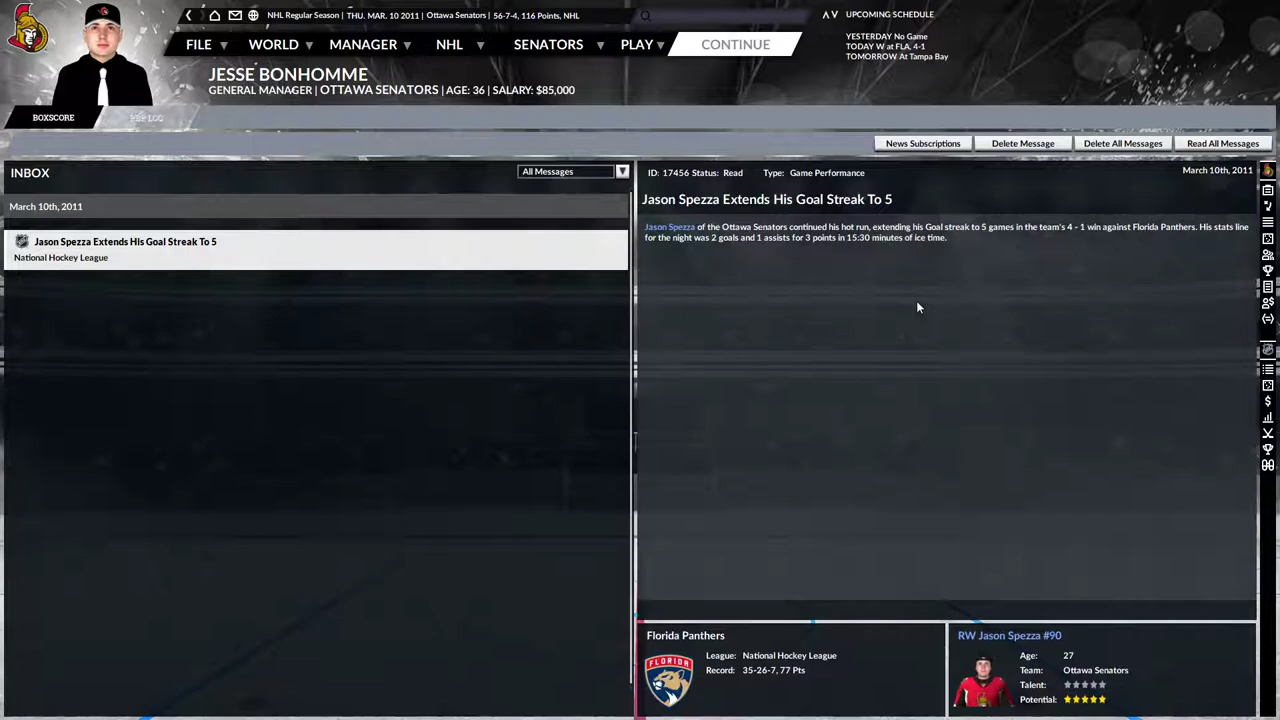 NHL Regular Season | THU. MAR. 10 2011 | Ottawa Senators | 56-7-4, 116 Points, NHL
UPCOMING SCHEDULE
YESTERDAY No Game
TODAY W at FLA, 4-1
TOMORROW At Tampa Bay
FILE WORLD MANAGER NHL SENATORS PLAY CONTINUE
JESSE BONHOMME
GENERAL MANAGER | OTTAWA SENATORS | AGE: 36 | SALARY: $85,000
BOXSCORE PBP LOG
News Subscriptions Delete Message Delete All Messages Read All Messages
INBOX All Messages
March 10th, 2011
Jason Spezza Extends His Goal Streak To 5
National Hockey League
ID: 17456 Status: Read Type: Game Performance March 10th, 2011
Jason Spezza Extends His Goal Streak To 5
Jason Spezza of the Ottawa Senators continued his hot run, extending his Goal streak to 5 games in the team's 4 - 1 win against Florida Panthers. His stats line
for the night was 2 goals and 1 assists for 3 points in 15:30 minutes of ice time.
Florida Panthers
League: National Hockey League
Record: 35-26-7, 77 Pts
FLORIDA
RW Jason Spezza #90
Age: 27
Team: Ottawa Senators
Talent:
Potential: